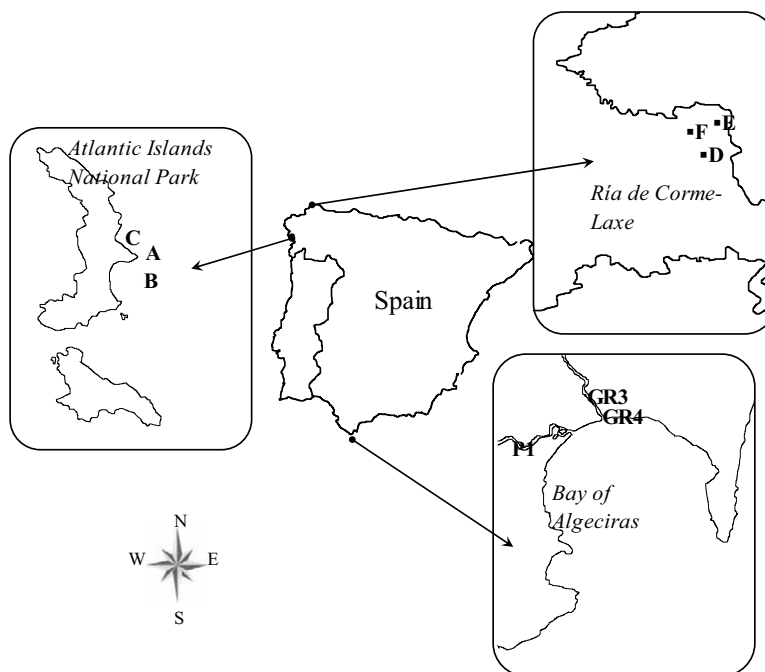 Atlantic Islands
National Park
C
A
B
Spain
E
F
D
Ría de Corme-
Laxe
GR3
GR4
P1
Bay of
Algeciras
N
W E
S